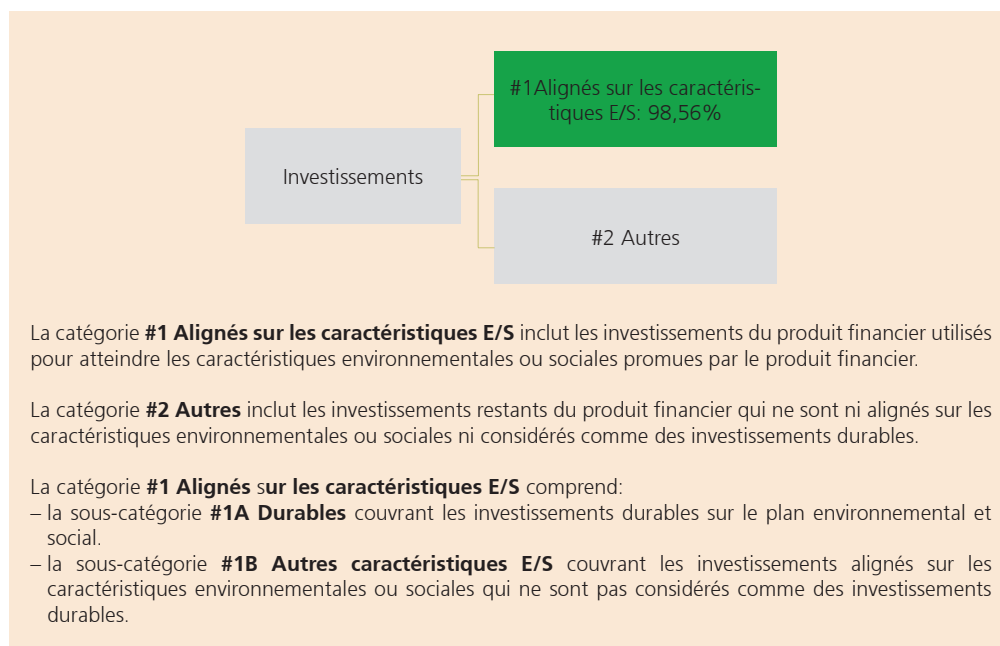 #1Alignés sur les caractéris-
tiques E/S: 98,56%
Investissements
#2 Autres
La catégorie #1 Alignés sur les caractéristiques E/S inclut les investissements du produit financier utilisés
pour atteindre les caractéristiques environnementales ou sociales promues par le produit financier.
La catégorie #2 Autres inclut les investissements restants du produit financier qui ne sont ni alignés sur les
caractéristiques environnementales ou sociales ni considérés comme des investissements durables.
La catégorie #1 Alignés sur les caractéristiques E/S comprend:
– la sous-catégorie #1A Durables couvrant les investissements durables sur le plan environnemental et
social.
– la sous-catégorie #1B Autres caractéristiques E/S couvrant les investissements alignés sur les
caractéristiques environnementales ou sociales qui ne sont pas considérés comme des investissements
durables.